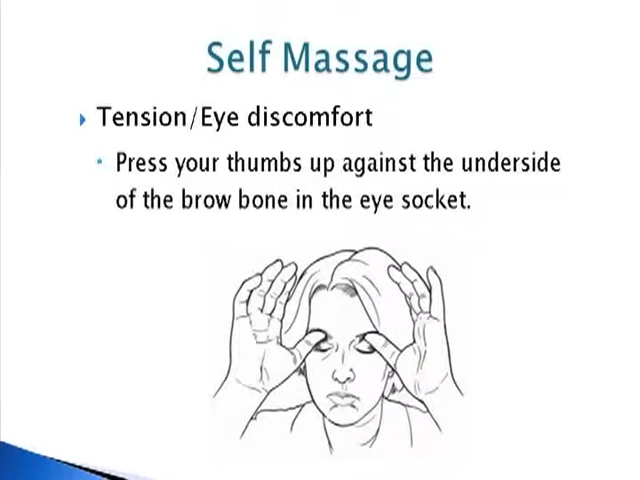 Self Massage
Tension/Eye discomfort
Press your thumbs up against the underside
of the brow bone in the eye socket.